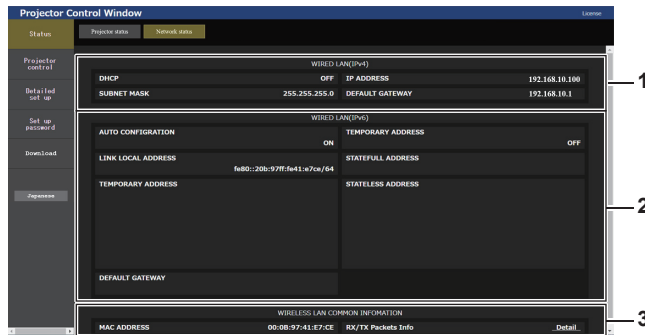 Projector Control Window
License
Status
Projector status
Network status
Projector
control
Detailed
set up
Set up
password
Download
Japanese
WIRED LAN(IPv4)
DHCP OFF IP ADDRESS 192.168.10.100
SUBNET MASK 255.255.255.0 DEFAULT GATEWAY 192.168.10.1
1
WIRED LAN(IPv6)
AUTO CONFIGRATION TEMPORARY ADDRESS
ON OFF
LINK LOCAL ADDRESS STATEFULL ADDRESS
fe80::20b:97ff:fe41:e7ce/64
TEMPORARY ADDRESS STATELESS ADDRESS
2
DEFAULT GATEWAY
WIRELESS LAN COMMON INFOMATION
3
MAC ADDRESS 00:0B:97:41:E7:CE RX/TX Packets Info Detail